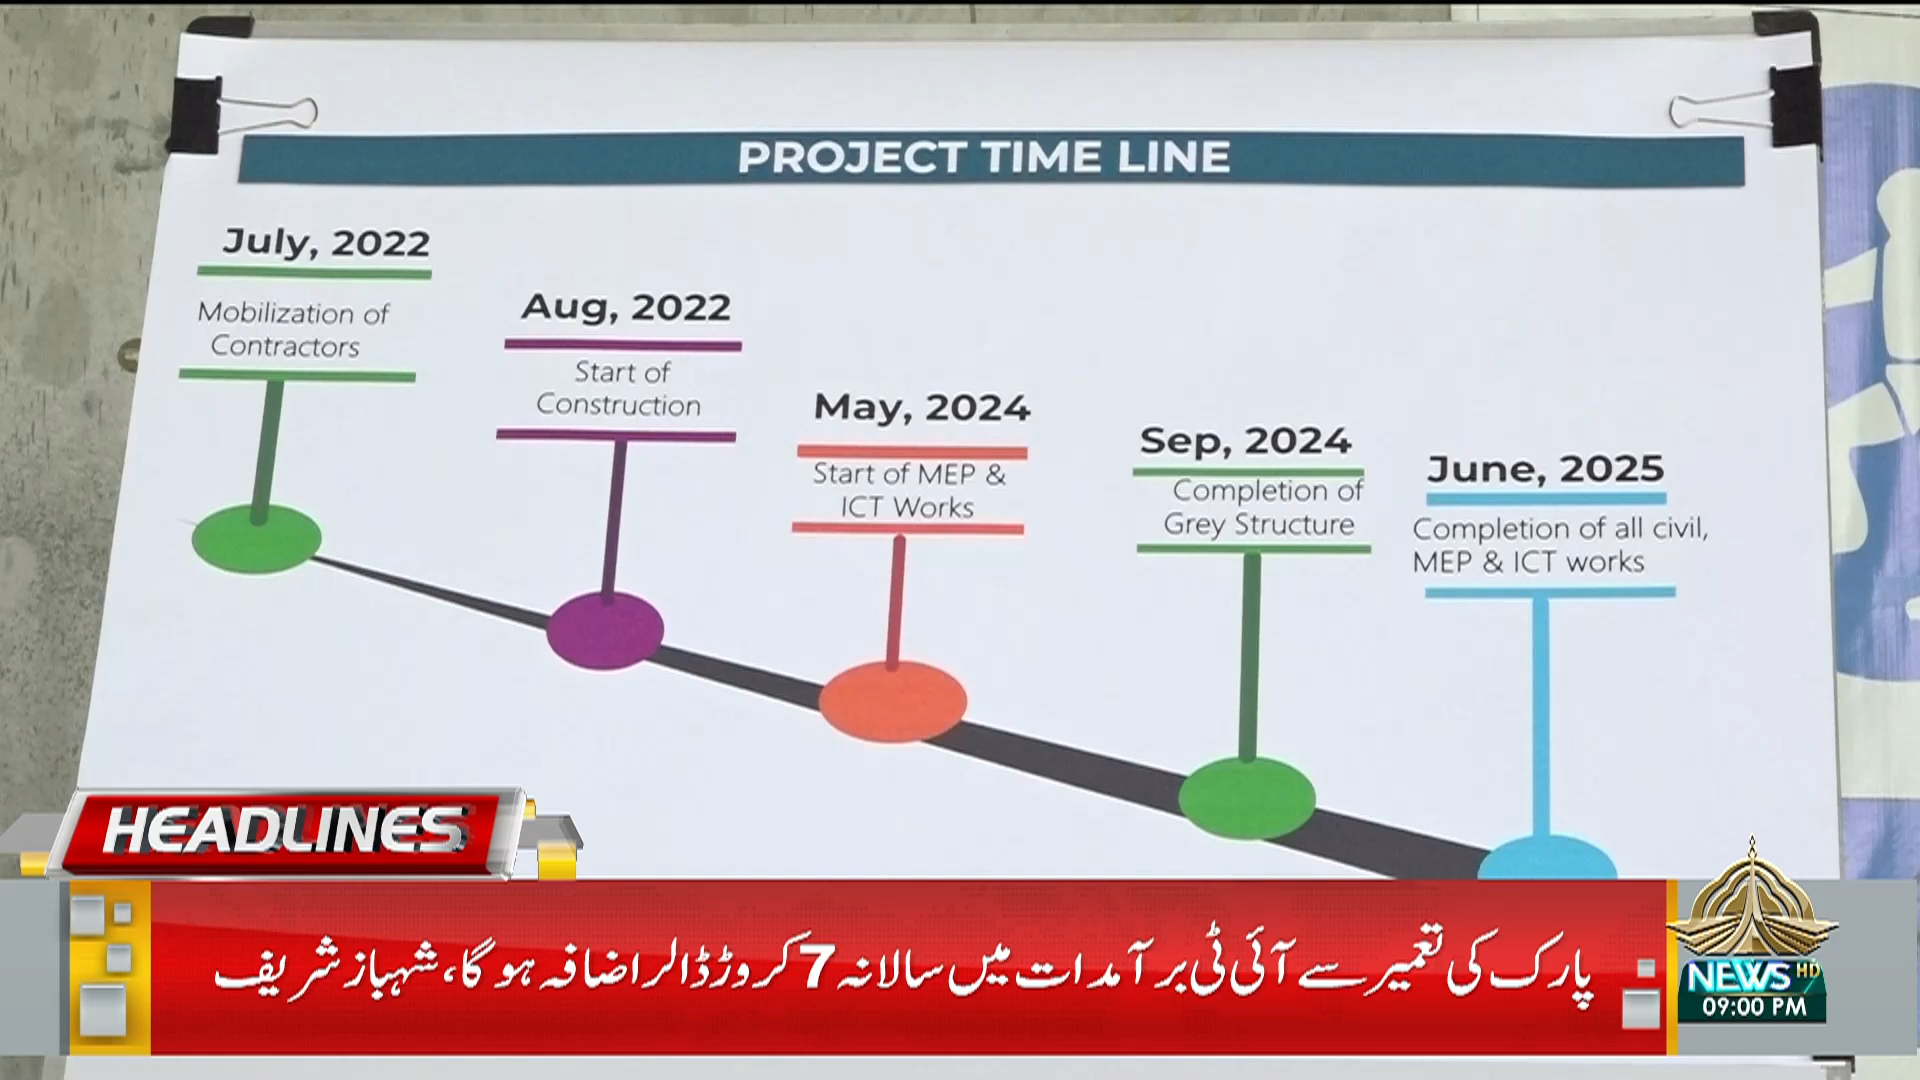 PROJECT TIME LINE
July, 2022
Mobilization of
Contractors
Aug, 2022
Start of
Construction
May, 2024
Start of MEP &
ICT Works
Sep, 2024
Completion of
Grey Structure
June, 2025
Completion of all civil,
MEP & ICT works
HEADLINES
پارک کی تعمیر سے آئی ٹی برآمدات میں سالانہ 7 کروڑ ڈالر اضافہ ہو گا، شہباز شریف
NEWS HD
09:00 PM